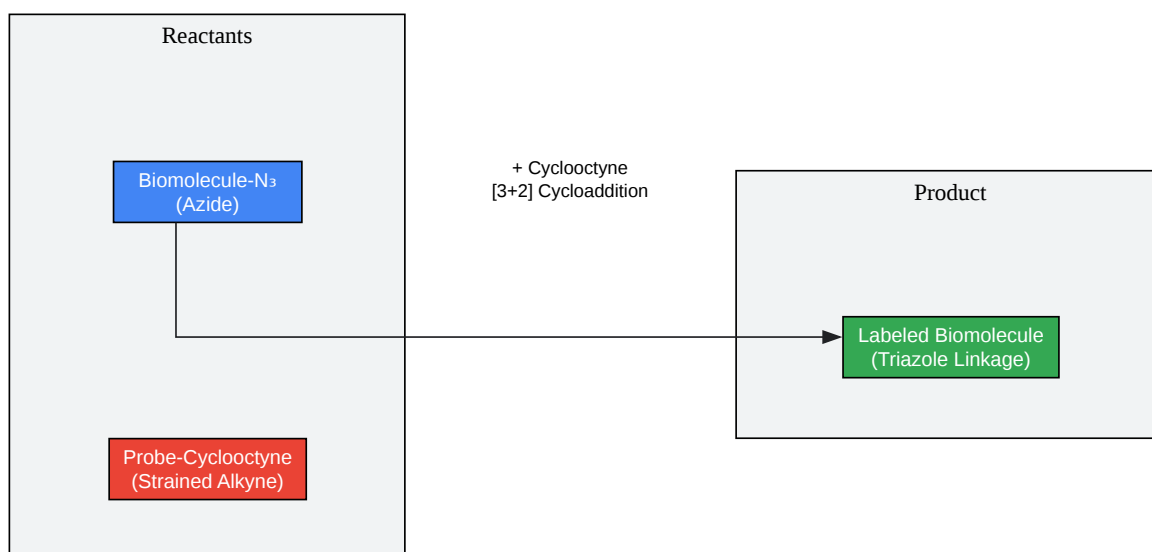 Reactants
Biomolecule-N₃
(Azide)
Probe-Cyclooctyne
(Strained Alkyne)
+ Cyclooctyne
[3+2] Cycloaddition
Product
Labeled Biomolecule
(Triazole Linkage)